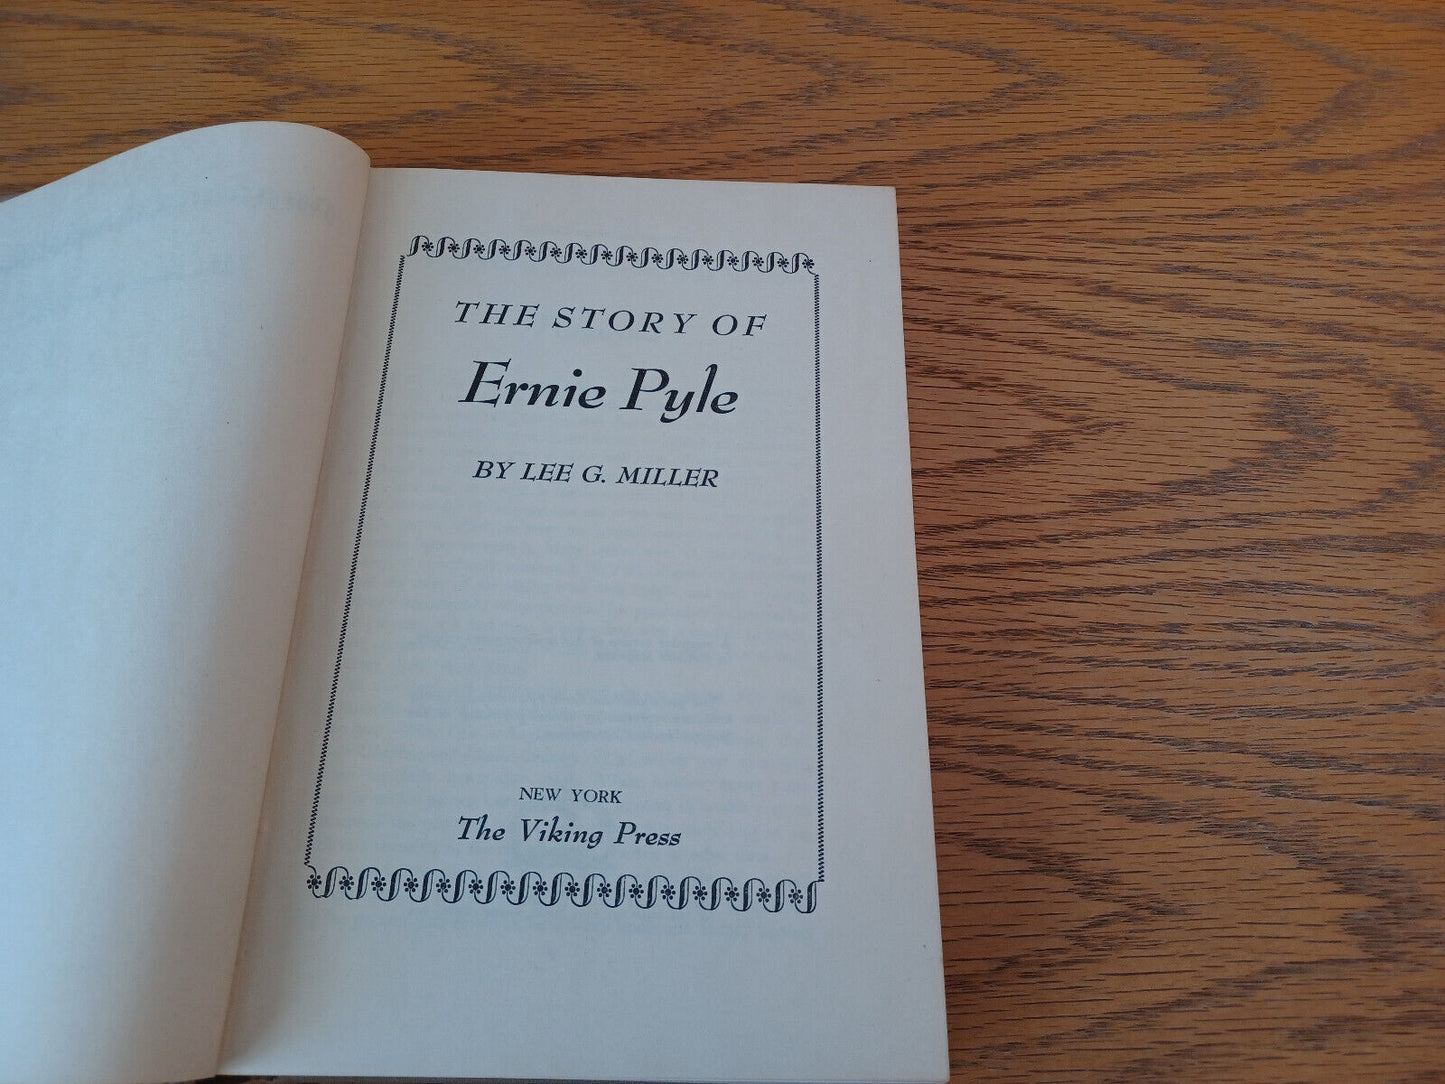 THE STORY OF
Ernie Pyle
BY LEE G. MILLER
NEW YORK
The Viking Press